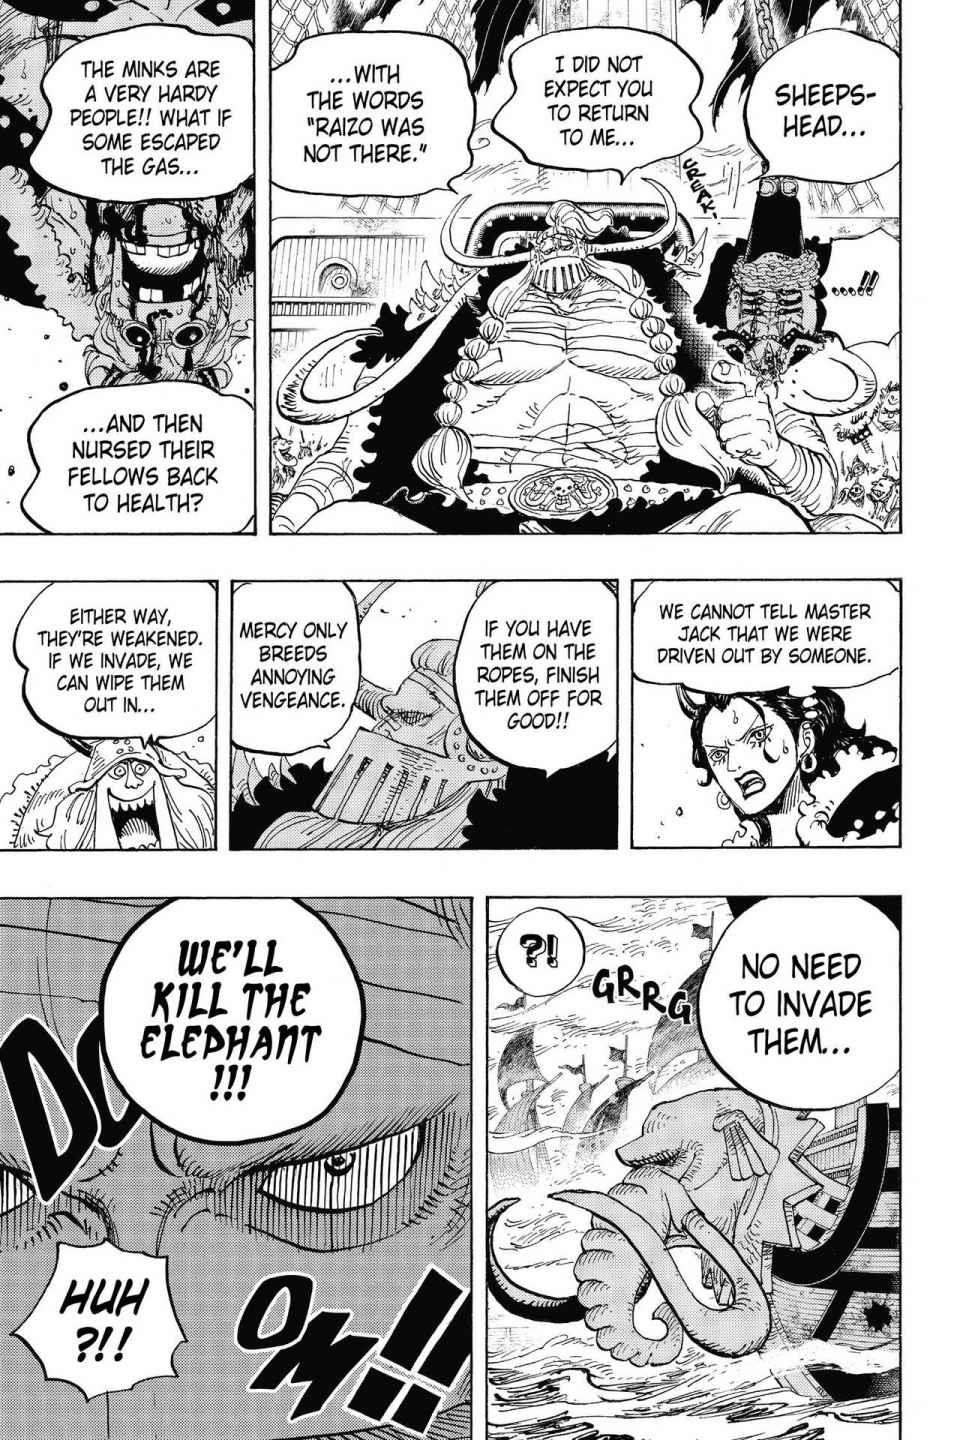 SHEEPS-
HEAD...
I DID NOT
EXPECT YOU
TO RETURN
TO ME...
...WITH
THE WORDS
"RAIZO WAS
NOT THERE."
CREAK!
....!!
THE MINKS ARE
A VERY HARDY
PEOPLE!! WHAT IF
SOME ESCAPED
THE GAS...
...AND THEN
NURSED THEIR
FELLOWS BACK
TO HEALTH?
WE CANNOT TELL MASTER
JACK THAT WE WERE
DRIVEN OUT BY SOMEONE.
IF YOU HAVE
THEM ON THE
ROPES, FINISH
THEM OFF FOR
GOOD!!
MERCY ONLY
BREEDS
ANNOYING
VENGEANCE.
EITHER WAY,
THEY'RE WEAKENED.
IF WE INVADE, WE
CAN WIPE THEM
OUT IN...
NO NEED
TO INVADE
THEM...
?!
GRRG
WE'LL
KILL THE
ELEPHANT
!!!
DO
OM!!
HUH
?!!